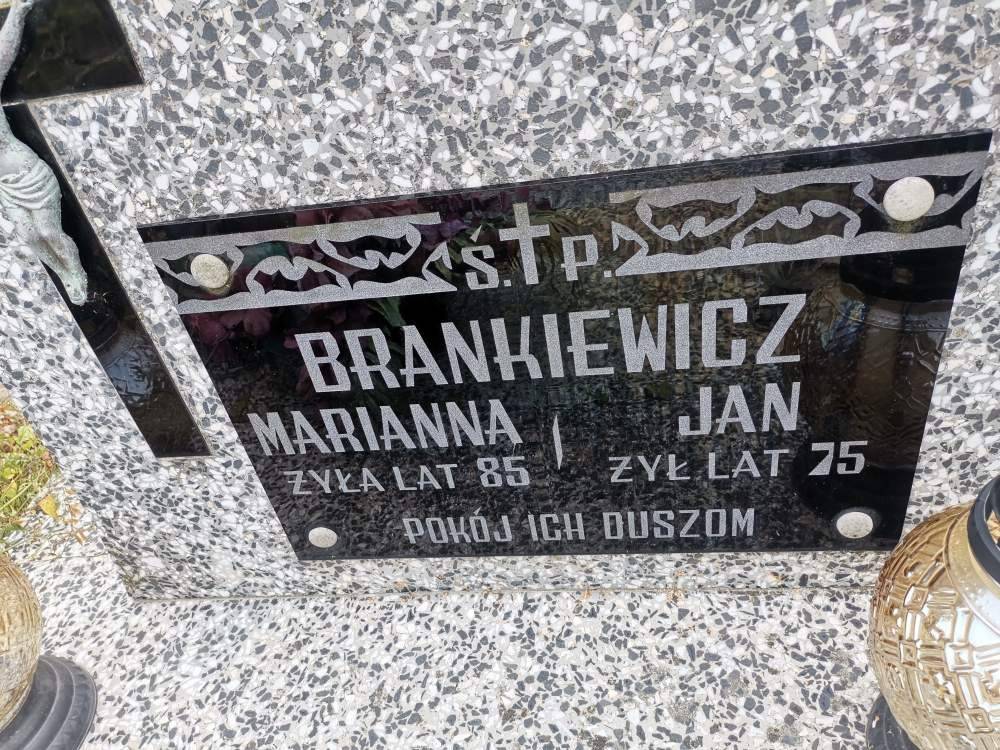 Ś. P.
BRANKIEWICZ
MARIANNA JAN
ŻYŁA LAT 85 ŻYŁ LAT 75
POKÓJ ICH DUSZOM